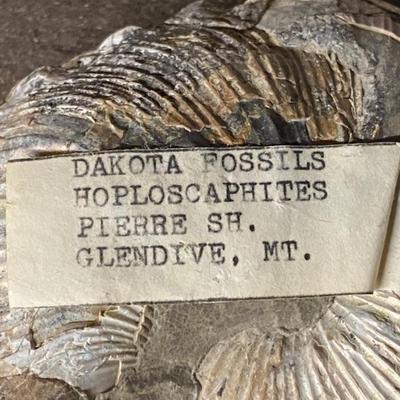 DAKOTA FOSSILS
HOPLOSCAPHITES
PIERRE SH.
GLENDIVE, MT.